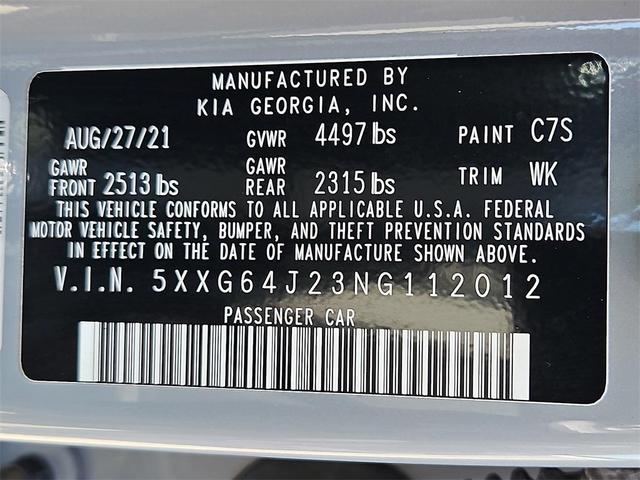 MANUFACTURED BY
KIA GEORGIA, INC.
AUG/27/21 GVWR 4497 lbs PAINT C7S
GAWR FRONT 2513 lbs GAWR REAR 2315 lbs TRIM WK
THIS VEHICLE CONFORMS TO ALL APPLICABLE U.S.A. FEDERAL
MOTOR VEHICLE SAFETY, BUMPER, AND THEFT PREVENTION STANDARDS
IN EFFECT ON THE DATE OF MANUFACTURE SHOWN ABOVE.
V.I.N. 5XXG64J23NG112012
PASSENGER CAR